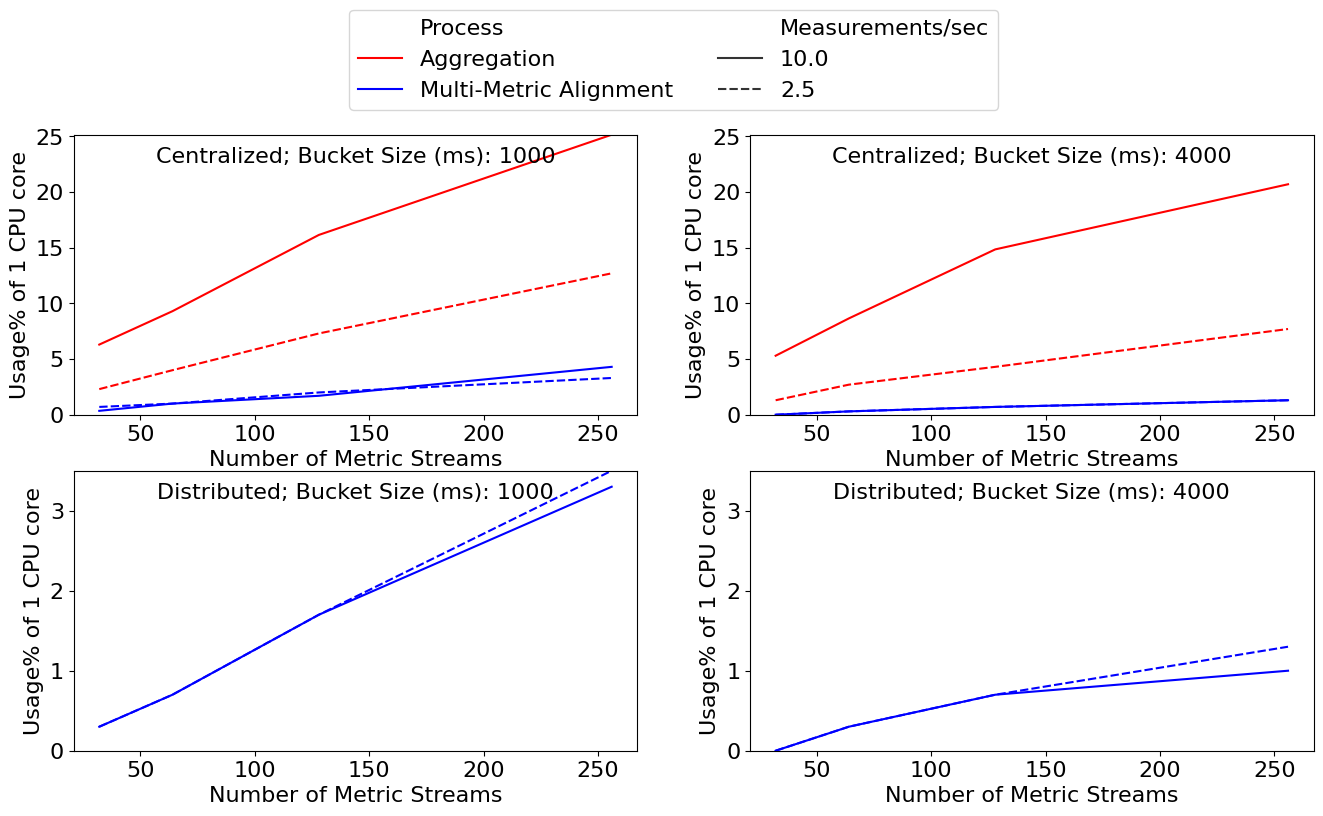 Process
Aggregation
Multi-Metric Alignment
Measurements/sec
10.0
2.5
Centralized; Bucket Size (ms): 1000
Usage% of 1 CPU core
25
20
15
10
5
0
50 100 150 200 250
Number of Metric Streams
Centralized; Bucket Size (ms): 4000
Usage% of 1 CPU core
25
20
15
10
5
0
50 100 150 200 250
Number of Metric Streams
Distributed; Bucket Size (ms): 1000
Usage% of 1 CPU core
3
2
1
0
50 100 150 200 250
Number of Metric Streams
Distributed; Bucket Size (ms): 4000
Usage% of 1 CPU core
3
2
1
0
50 100 150 200 250
Number of Metric Streams